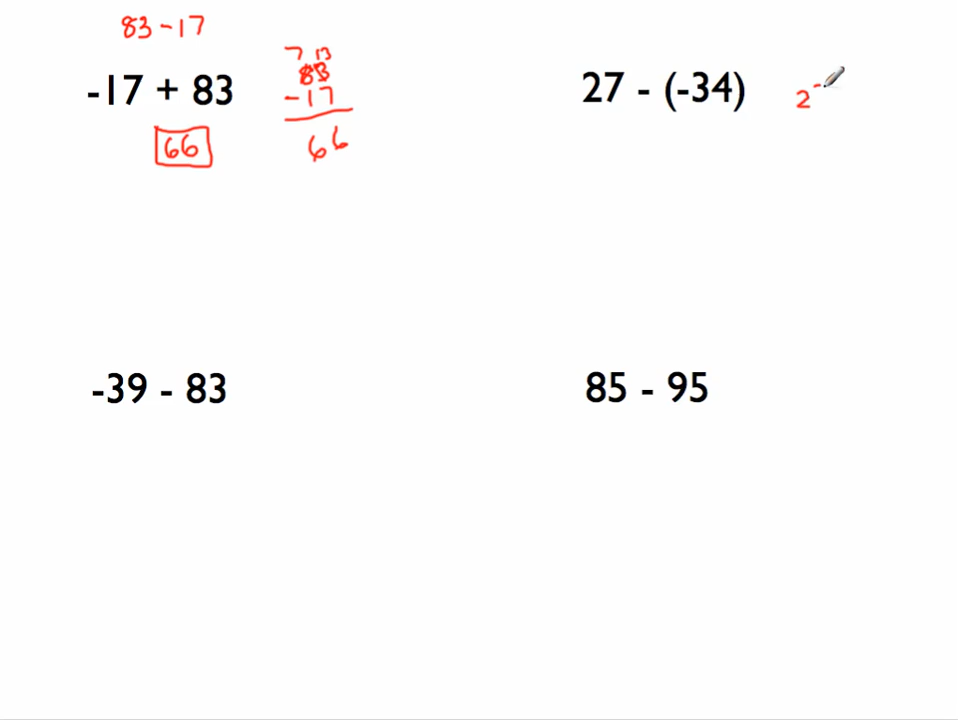 83 - 17
-17 + 83
7 13
83
- 17
66
66
27 - (-34)
2
-39 - 83
85 - 95